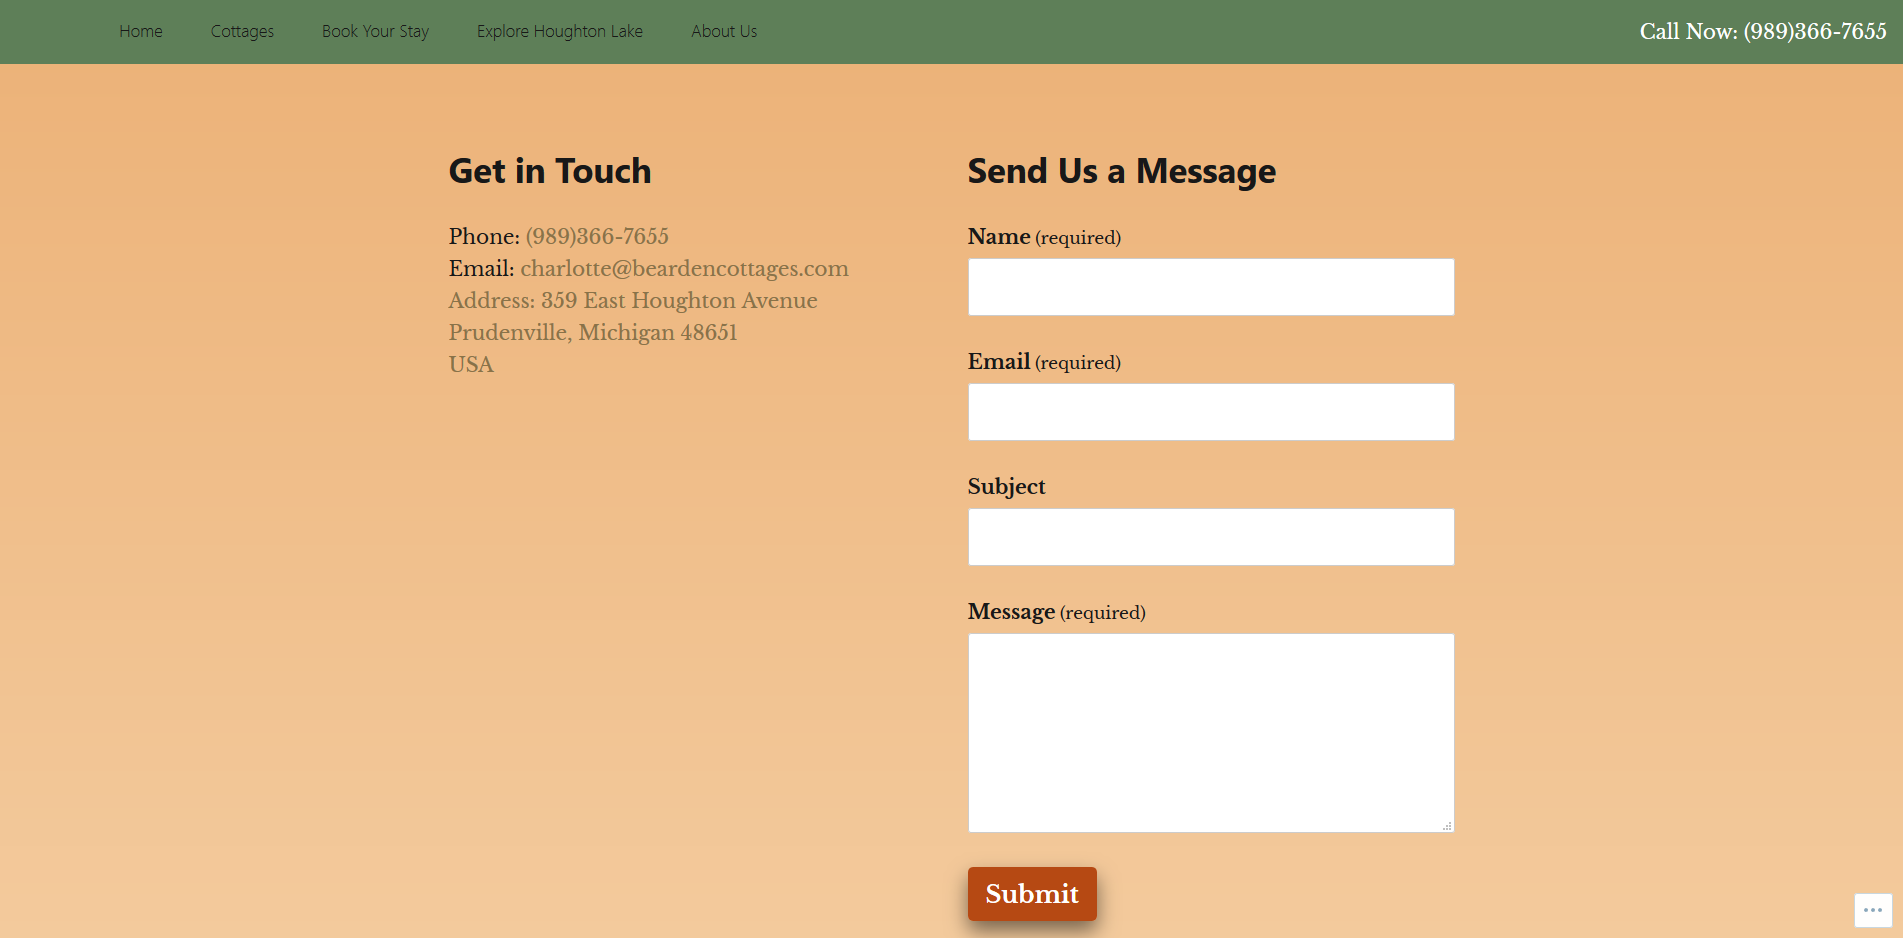 Home Cottages Book Your Stay Explore Houghton Lake About Us Call Now: (989)366-7655
Get in Touch
Phone: (989)366-7655
Email: charlotte@beardencottages.com
Address: 359 East Houghton Avenue
Prudenville, Michigan 48651
USA
Send Us a Message
Name (required)
Email (required)
Subject
Message (required)
Submit